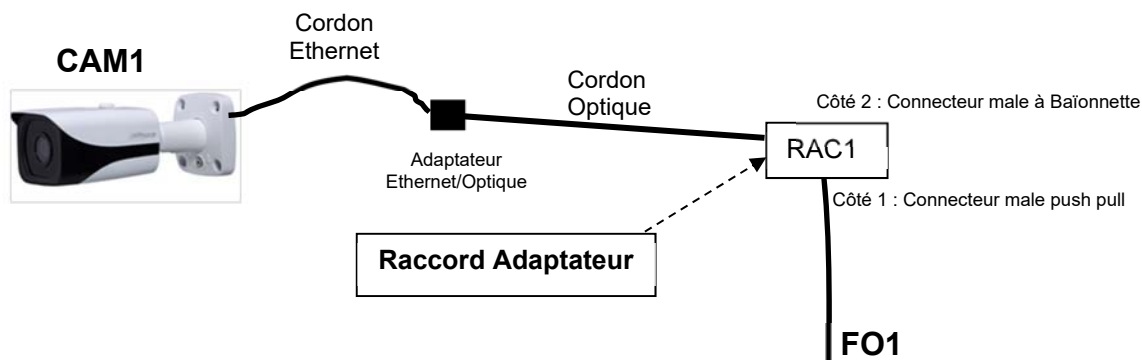 Cordon
Ethernet
CAM1
Cordon
Optique
Côté 2 : Connecteur male à Baïonnette
RAC1
Adaptateur
Ethernet/Optique
Côté 1 : Connecteur male push pull
Raccord Adaptateur
FO1